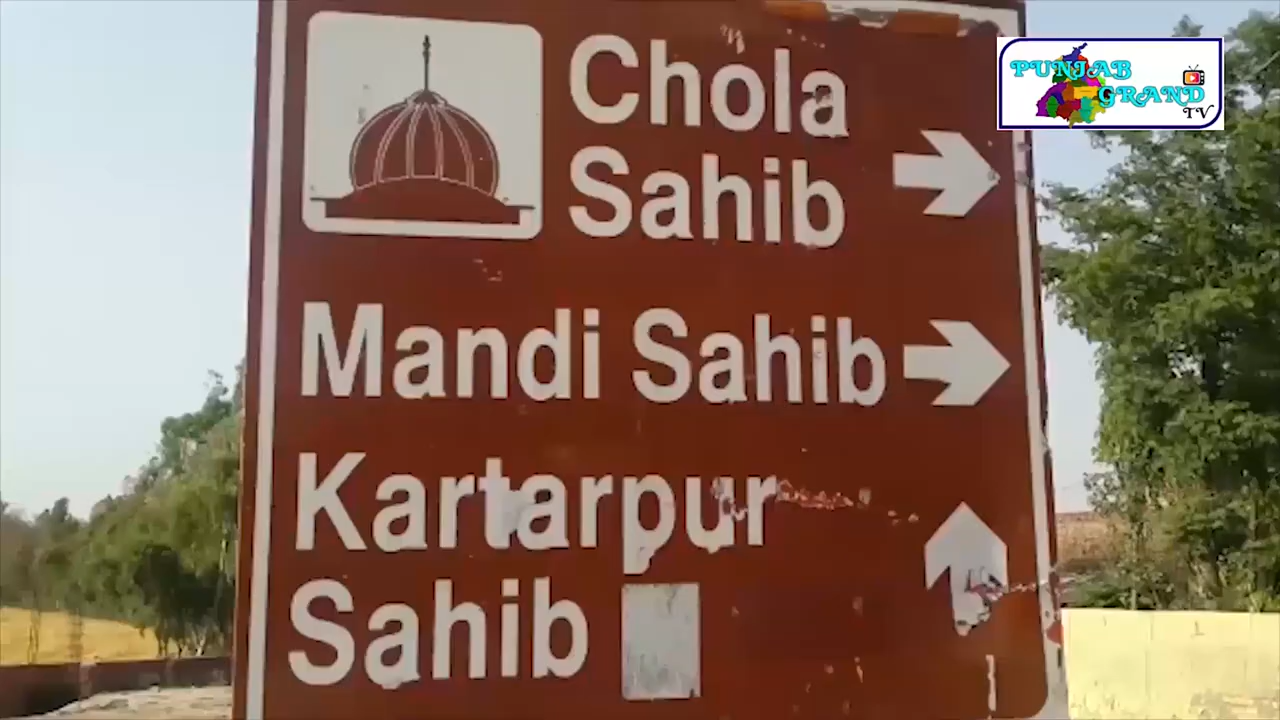 Chola
Sahib
Mandi Sahib
Kartarpur
Sahib
PUNJAB
GRAND
TV